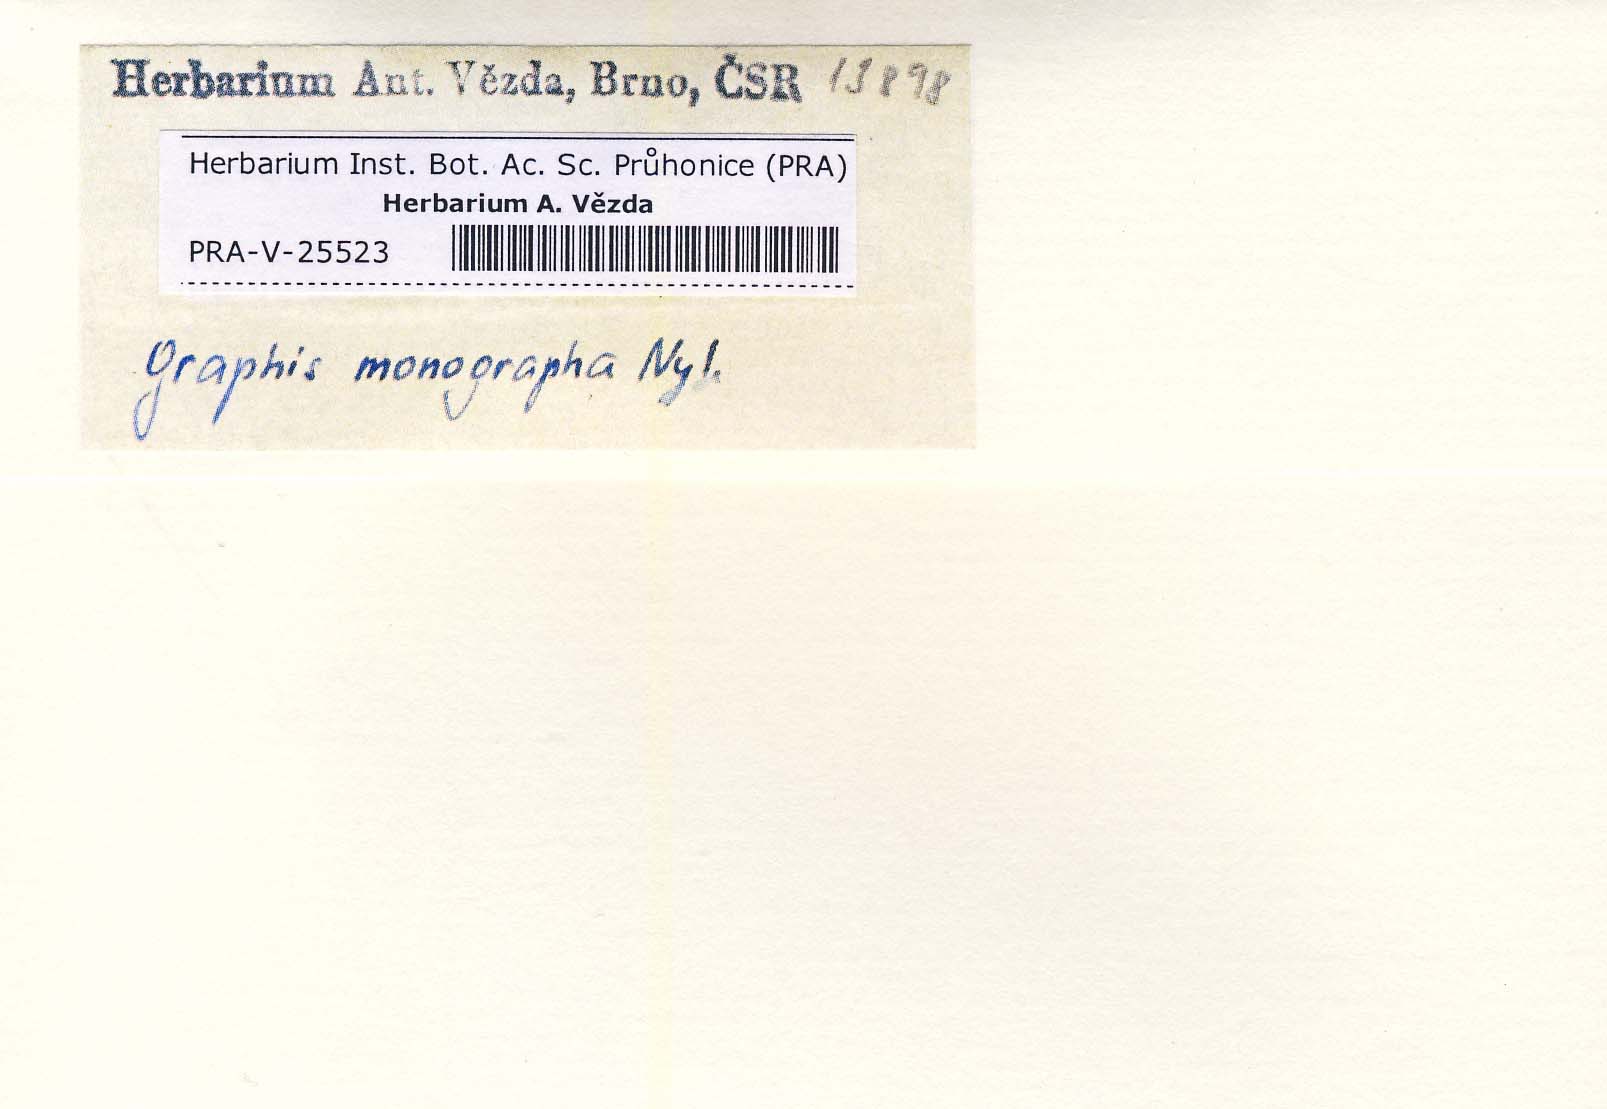 Herbarium Ant. Vězda, Brno, ČSR 13898
Herbarium Inst. Bot. Ac. Sc. Průhonice (PRA)
Herbarium A. Vězda
PRA-V-25523
Graphis monographa Nyl.